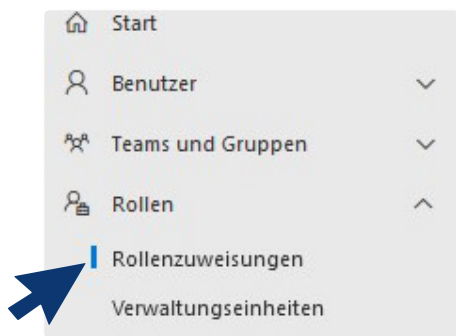 Start
Benutzer
Teams und Gruppen
Rollen
Rollenzuweisungen
Verwaltungseinheiten